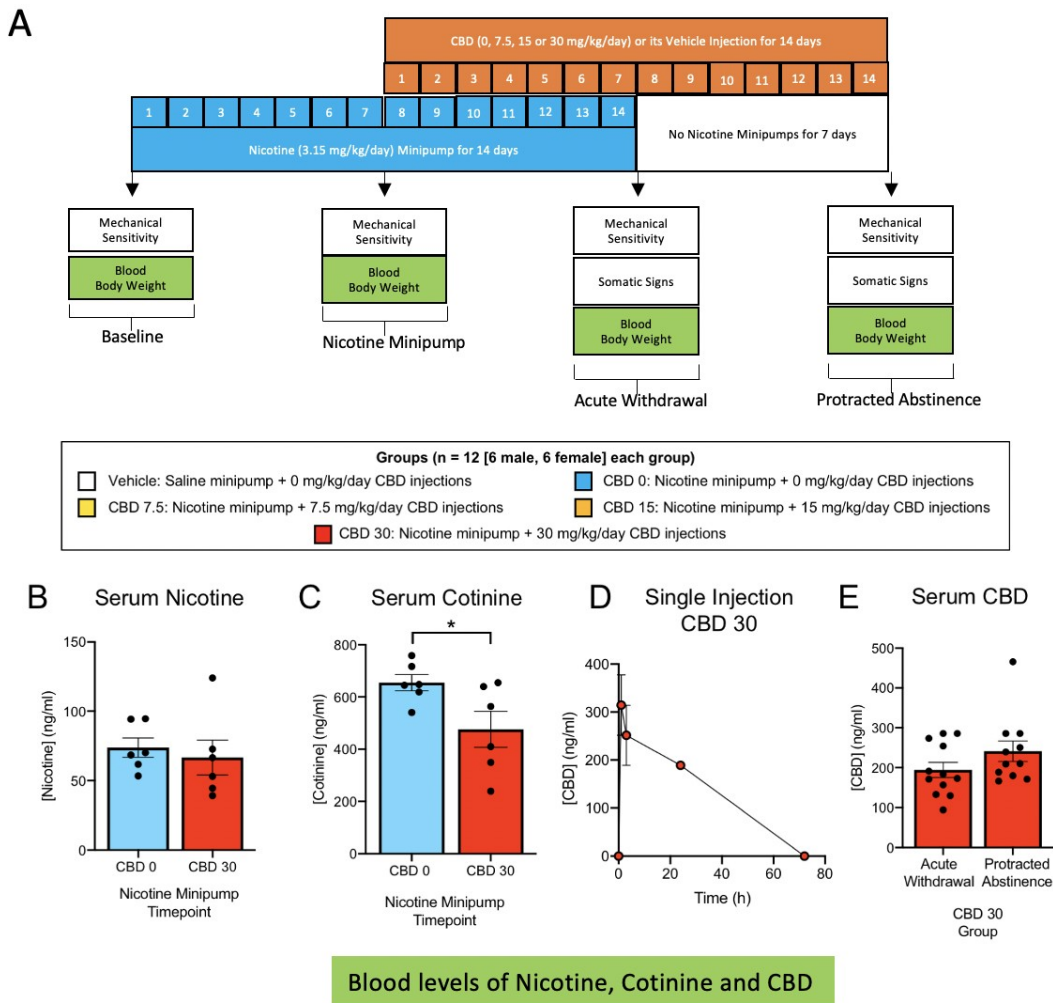 A
CBD (0, 7.5, 15 or 30 mg/kg/day) or its Vehicle Injection for 14 days
1 2 3 4 5 6 7 8 9 10 11 12 13 14
1 2 3 4 5 6 7 8 9 10 11 12 13 14
Nicotine (3.15 mg/kg/day) Minipump for 14 days
No Nicotine Minipumps for 7 days
Mechanical
Sensitivity
Blood
Body Weight
Baseline
Mechanical
Sensitivity
Blood
Body Weight
Nicotine Minipump
Mechanical
Sensitivity
Somatic Signs
Blood
Body Weight
Acute Withdrawal
Mechanical
Sensitivity
Somatic Signs
Blood
Body Weight
Protracted Abstinence
Groups (n = 12 [6 male, 6 female] each group)
Vehicle: Saline minipump + 0 mg/kg/day CBD injections
CBD 0: Nicotine minipump + 0 mg/kg/day CBD injections
CBD 7.5: Nicotine minipump + 7.5 mg/kg/day CBD injections
CBD 15: Nicotine minipump + 15 mg/kg/day CBD injections
CBD 30: Nicotine minipump + 30 mg/kg/day CBD injections
B
Serum Nicotine
[Nicotine] (ng/ml)
150
100
50
0
CBD 0 CBD 30
Nicotine Minipump
Timepoint
C
Serum Cotinine
[Cotinine] (ng/ml)
800
600
400
200
0
*
CBD 0 CBD 30
Nicotine Minipump
Timepoint
D
Single Injection
CBD 30
[CBD] (ng/ml)
400
300
200
100
0
0 20 40 60 80
Time (h)
E
Serum CBD
[CBD] (ng/ml)
500
400
300
200
100
0
Acute
Withdrawal
Protracted
Abstinence
CBD 30
Group
Blood levels of Nicotine, Cotinine and CBD